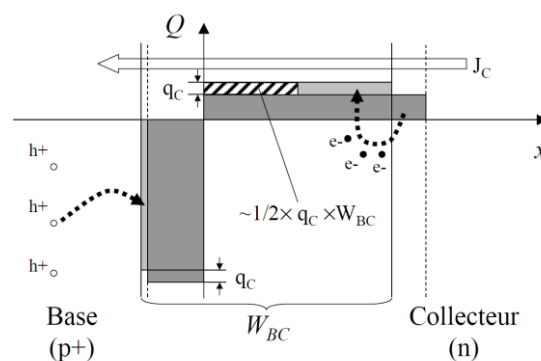 Q
J_C
q_C
x
h+
e-
e-
e-
h+
~1/2× q_C ×W_BC
h+
q_C
Base
(p+)
W_BC
Collecteur
(n)